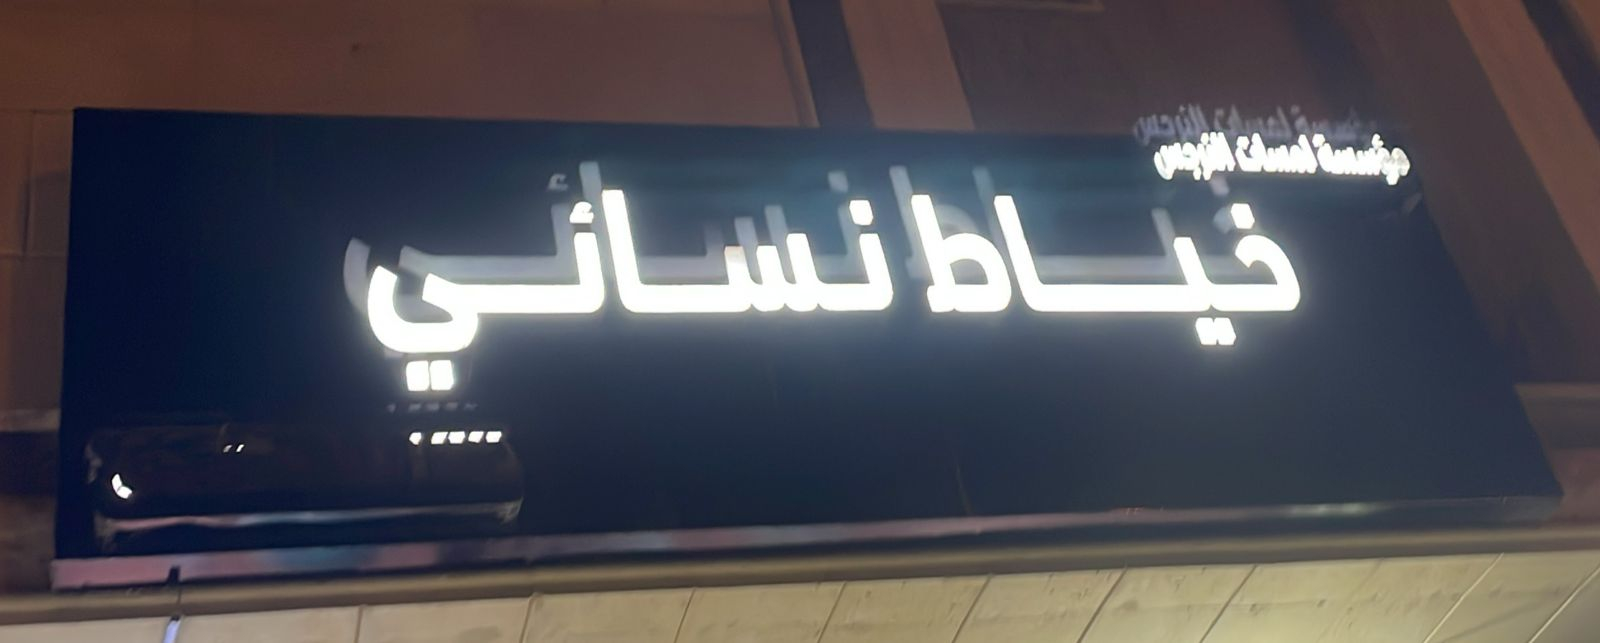 مؤسسة لمسات النرجس
خياط نسائي